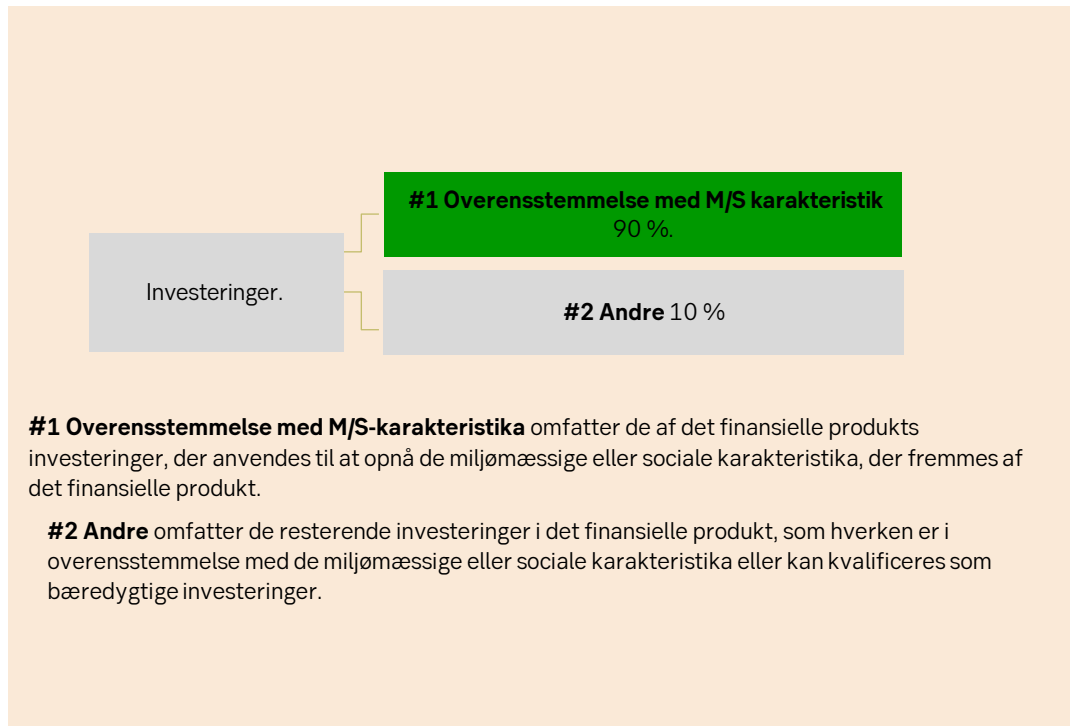 #1 Overensstemmelse med M/S karakteristik
90 %.
Investeringer.
#2 Andre 10 %
#1 Overensstemmelse med M/S-karakteristika omfatter de af det finansielle produkts
investeringer, der anvendes til at opnå de miljømæssige eller sociale karakteristika, der fremmes af
det finansielle produkt.
#2 Andre omfatter de resterende investeringer i det finansielle produkt, som hverken er i
overensstemmelse med de miljømæssige eller sociale karakteristika eller kan kvalificeres som
bæredygtige investeringer.